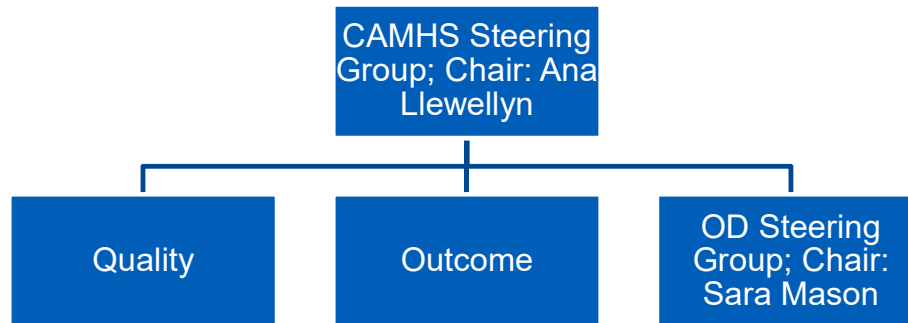 CAMHS Steering
Group; Chair: Ana
Llewellyn
Quality
Outcome
OD Steering
Group; Chair:
Sara Mason